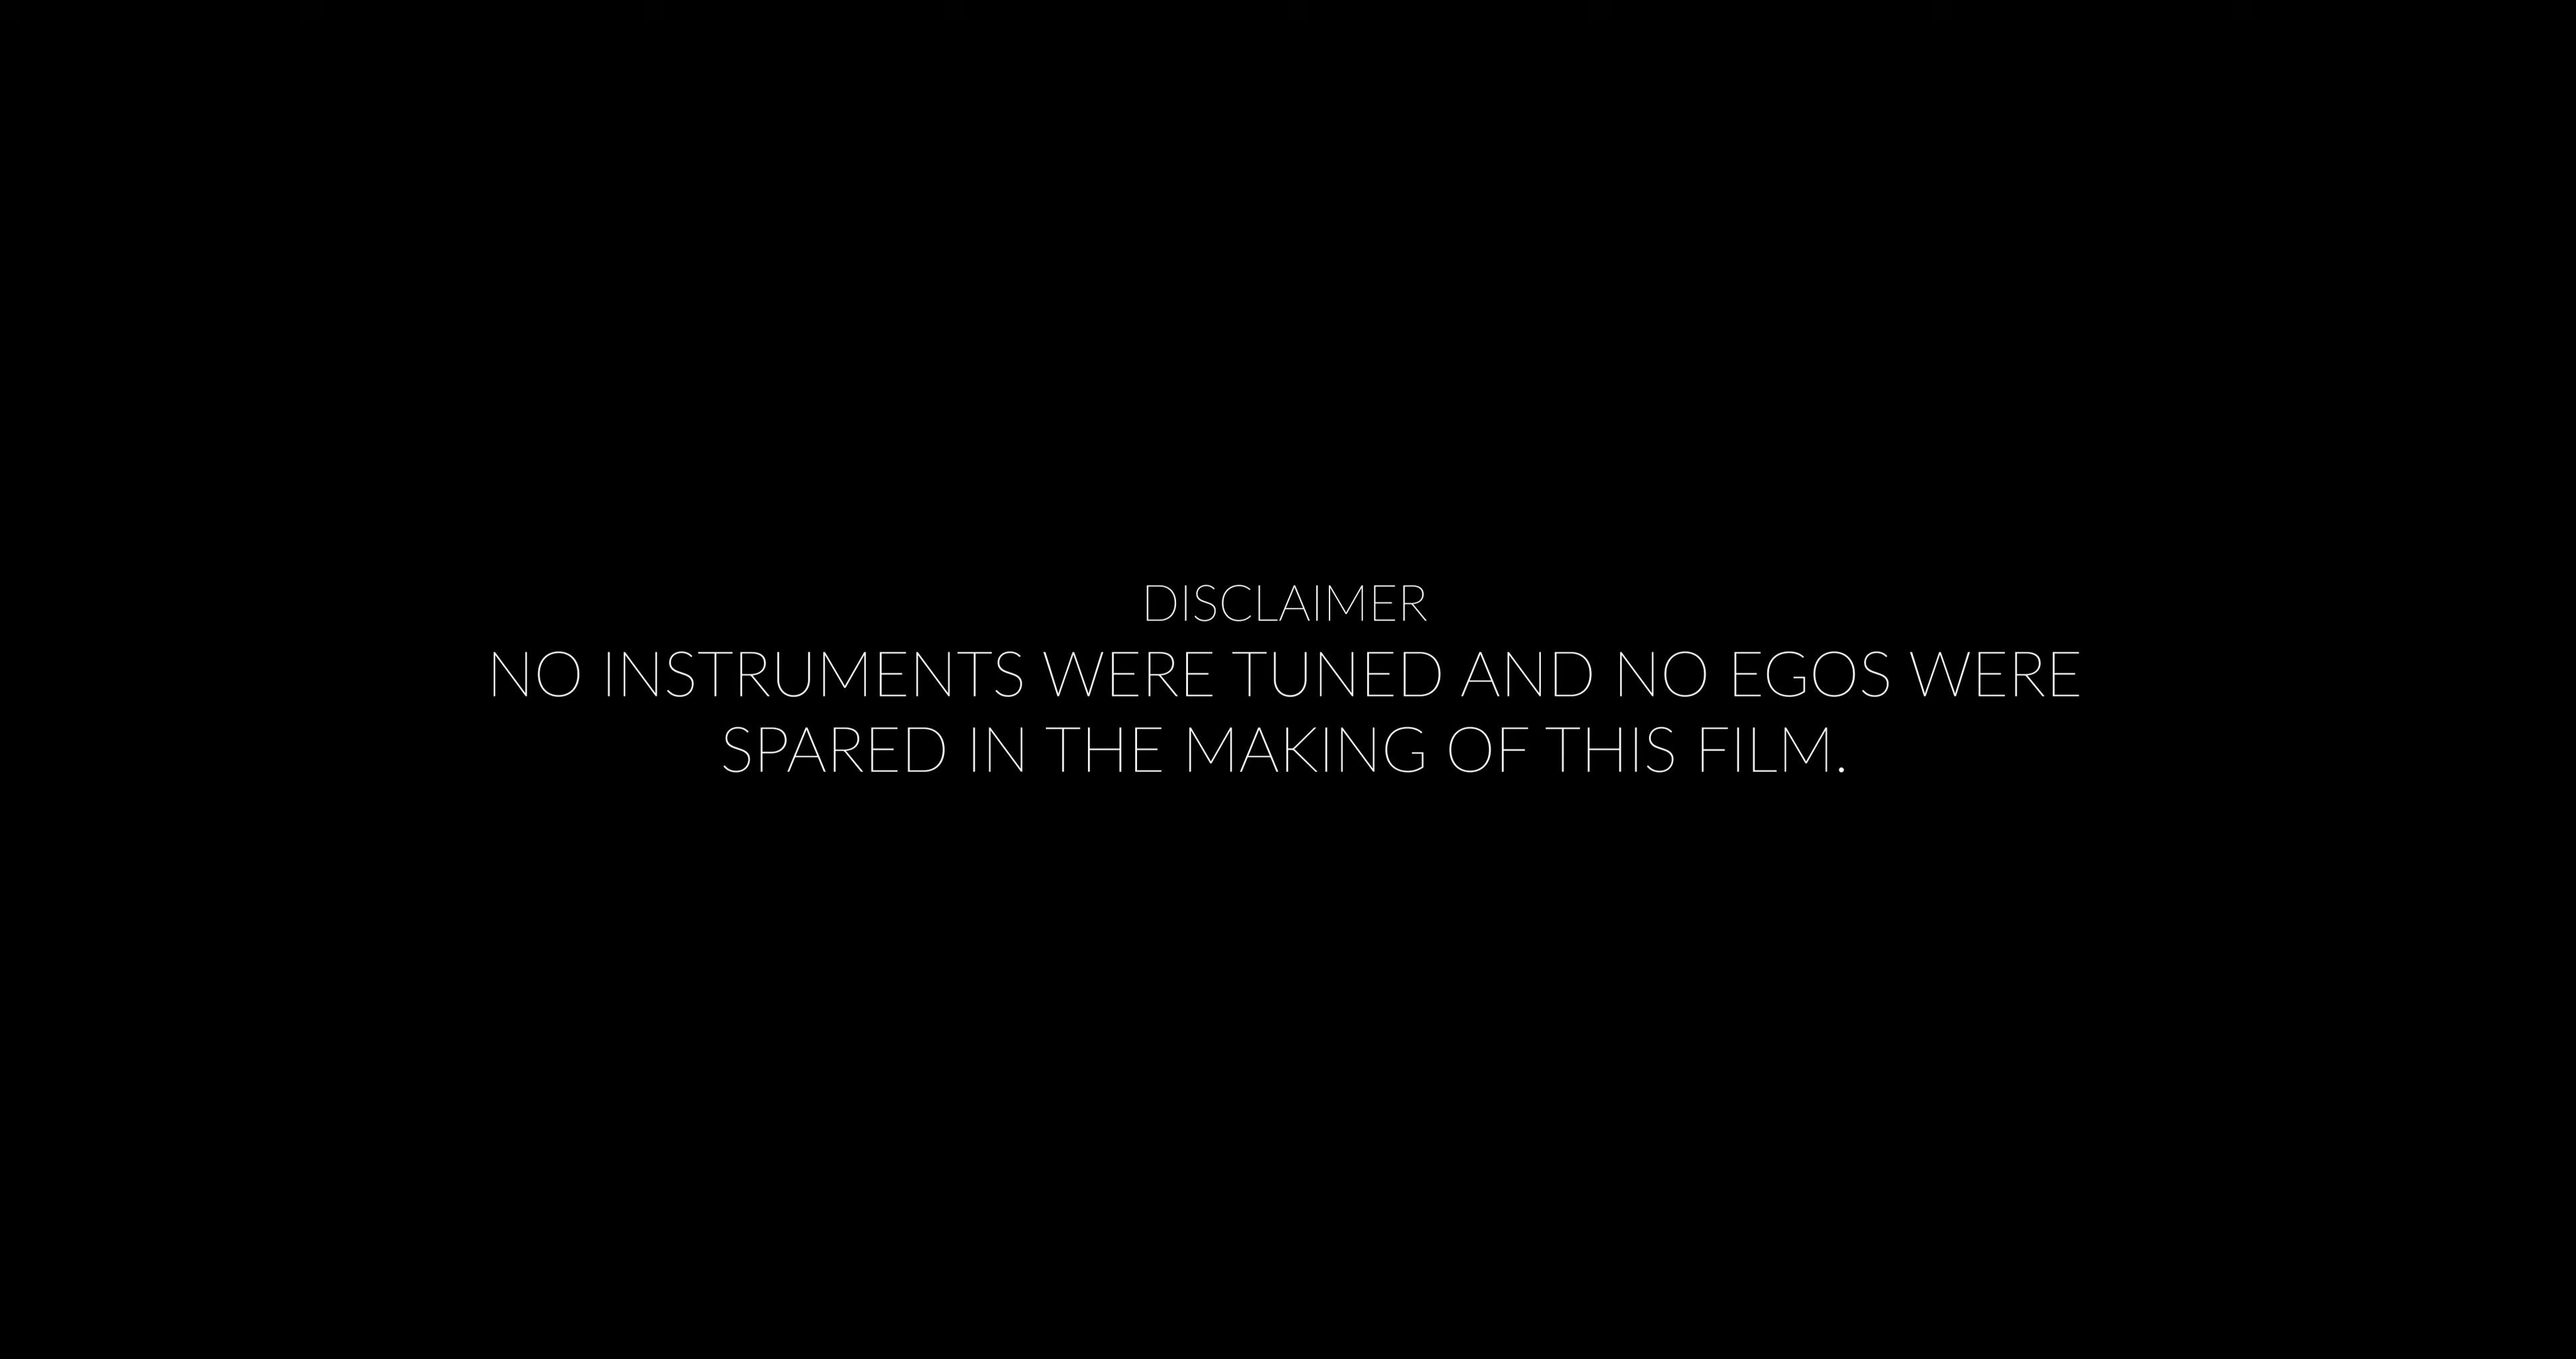 DISCLAIMER
NO INSTRUMENTS WERE TUNED AND NO EGOS WERE
SPARED IN THE MAKING OF THIS FILM.